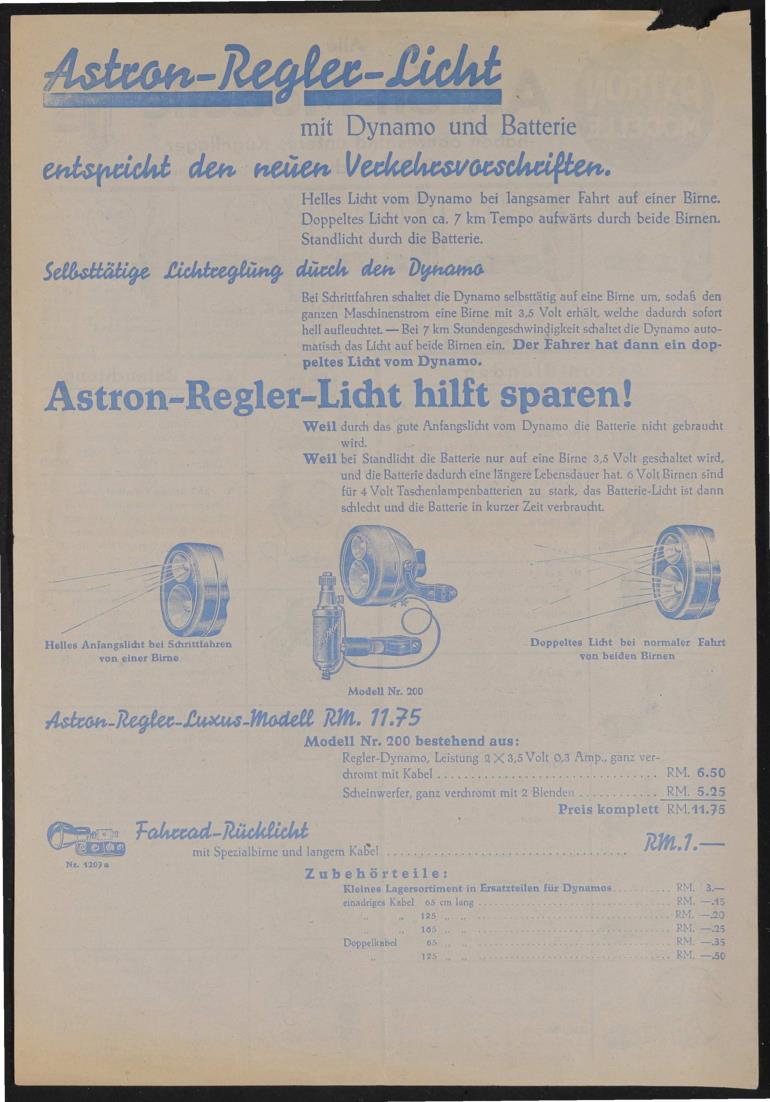 Astron-Regler-Licht
mit Dynamo und Batterie
entspricht den neuen Verkehrsvorschriften.
Helles Licht vom Dynamo bei langsamer Fahrt auf einer Birne.
Doppeltes Licht von ca. 7 km Tempo aufwärts durch beide Birnen.
Standlicht durch die Batterie.
Selbsttätige Lichtreglung durch den Dynamo
Bei Schrittfahren schaltet die Dynamo selbsttätig auf eine Birne um, sodaß den
ganzen Maschinenstrom eine Birne mit 3,5 Volt erhält, welche dadurch sofort
hell aufleuchtet. — Bei 7 km Stundengeschwindigkeit schaltet die Dynamo auto-
matisch das Licht auf beide Birnen ein. Der Fahrer hat dann ein dop-
peltes Licht vom Dynamo.
Astron-Regler-Licht hilft sparen!
Weil durch das gute Anfangslicht vom Dynamo die Batterie nicht gebraucht
wird.
Weil bei Standlicht die Batterie nur auf eine Birne 3,5 Volt geschaltet wird,
und die Batterie dadurch eine längere Lebensdauer hat. 6 Volt Birnen sind
für 4 Volt Taschenlampenbatterien zu stark, das Batterie-Licht ist dann
schlecht und die Batterie in kurzer Zeit verbraucht.
Helles Anfangslicht bei Schrittfahren
von einer Birne
Modell Nr. 200
Doppeltes Licht bei normaler Fahrt
von beiden Birnen
Astron-Regler-Luxus-Modell RM. 11.75
Modell Nr. 200 bestehend aus:
Regler-Dynamo, Leistung 2 × 3,5 Volt 0,3 Amp., ganz ver-
chromt mit Kabel ................................ RM. 6.50
Scheinwerfer, ganz verchromt mit 2 Blenden ........... RM. 5.25
Preis komplett RM. 11.75
Fahrrad-Rücklicht
mit Spezialbirne und langem Kabel ................................ RM. 1.—
Nr. 1207a
Zubehörteile:
Kleines Lagersortiment in Ersatzteilen für Dynamos .......... RM. 3.—
einadriges Kabel 65 cm lang ................................ RM. —.15
„ „ 125 „ „ ................................ RM. —.20
„ „ 165 „ „ ................................ RM. —.25
Doppelkabel 65 „ „ ................................ RM. —.35
„ 125 „ „ ................................ RM. —.50